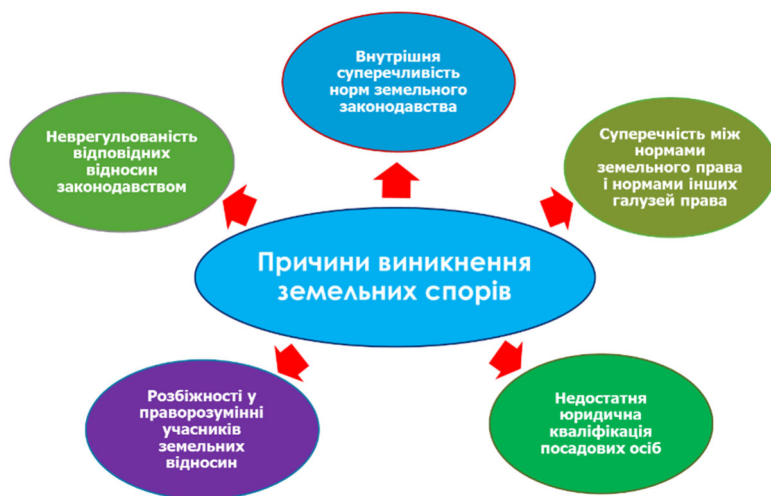 Внутрішня
суперечливість
норм земельного
законодавства
Неврегульованість
відповідних
відносин
законодавством
Суперечність між
нормами
земельного права
і нормами інших
галузей права
Причини виникнення
земельних спорів
Розбіжності у
праворозумінні
учасників
земельних
відносин
Недостатня
юридична
кваліфікація
посадових осіб